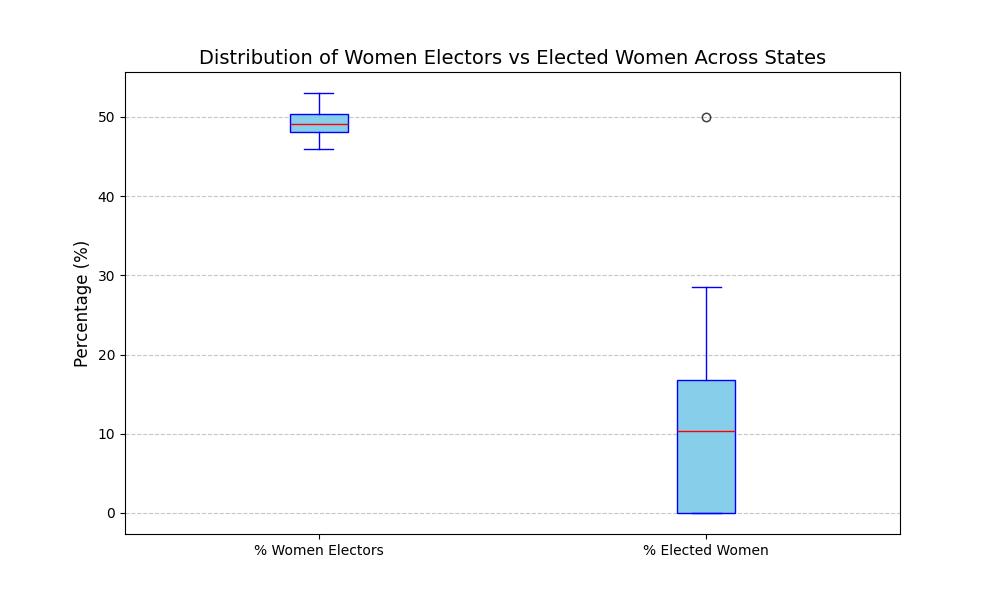 Distribution of Women Electors vs Elected Women Across States
Percentage (%)
50
40
30
20
10
0
% Women Electors
% Elected Women